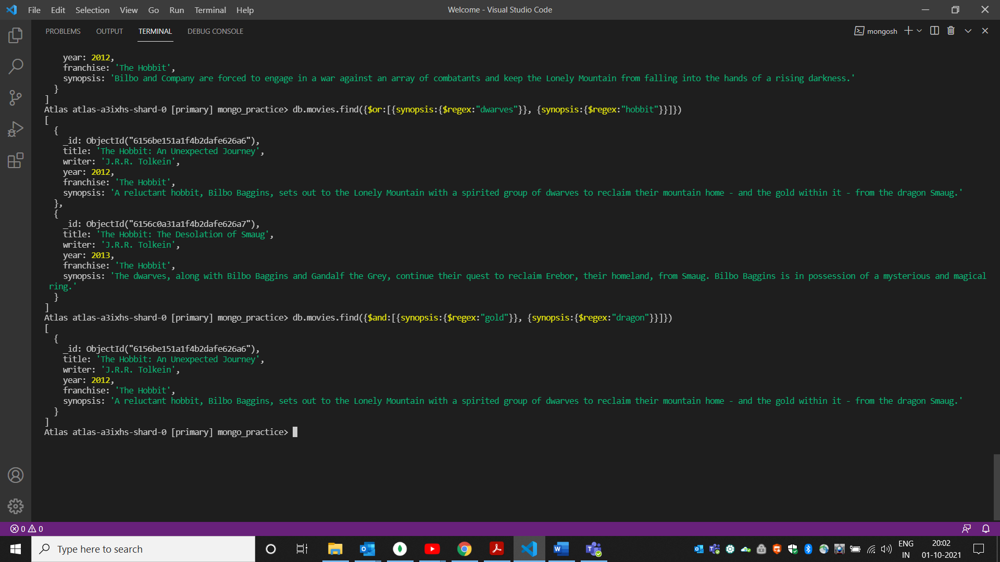 File Edit Selection View Go Run Terminal Help
Welcome - Visual Studio Code
PROBLEMS OUTPUT TERMINAL DEBUG CONSOLE
mongosh
year: 2012,
franchise: 'The Hobbit',
synopsis: 'Bilbo and Company are forced to engage in a war against an array of combatants and keep the Lonely Mountain from falling into the hands of a rising darkness.'
}
]
Atlas atlas-a3ixhs-shard-0 [primary] mongo_practice> db.movies.find({$or:[{synopsis:{$regex:"dwarves"}}, {synopsis:{$regex:"hobbit"}}]})
[
{
_id: ObjectId("6156be151a1f4b2dafe626a6"),
title: 'The Hobbit: An Unexpected Journey',
writer: 'J.R.R. Tolkein',
year: 2012,
franchise: 'The Hobbit',
synopsis: 'A reluctant hobbit, Bilbo Baggins, sets out to the Lonely Mountain with a spirited group of dwarves to reclaim their mountain home - and the gold within it - from the dragon Smaug.'
},
{
_id: ObjectId("6156c0a31a1f4b2dafe626a7"),
title: 'The Hobbit: The Desolation of Smaug',
writer: 'J.R.R. Tolkein',
year: 2013,
franchise: 'The Hobbit',
synopsis: 'The dwarves, along with Bilbo Baggins and Gandalf the Grey, continue their quest to reclaim Erebor, their homeland, from Smaug. Bilbo Baggins is in possession of a mysterious and magical
ring.'
}
]
Atlas atlas-a3ixhs-shard-0 [primary] mongo_practice> db.movies.find({$and:[{synopsis:{$regex:"gold"}}, {synopsis:{$regex:"dragon"}}]})
[
{
_id: ObjectId("6156be151a1f4b2dafe626a6"),
title: 'The Hobbit: An Unexpected Journey',
writer: 'J.R.R. Tolkein',
year: 2012,
franchise: 'The Hobbit',
synopsis: 'A reluctant hobbit, Bilbo Baggins, sets out to the Lonely Mountain with a spirited group of dwarves to reclaim their mountain home - and the gold within it - from the dragon Smaug.'
}
]
Atlas atlas-a3ixhs-shard-0 [primary] mongo_practice>
0 0
Type here to search
ENG
IN
20:02
01-10-2021